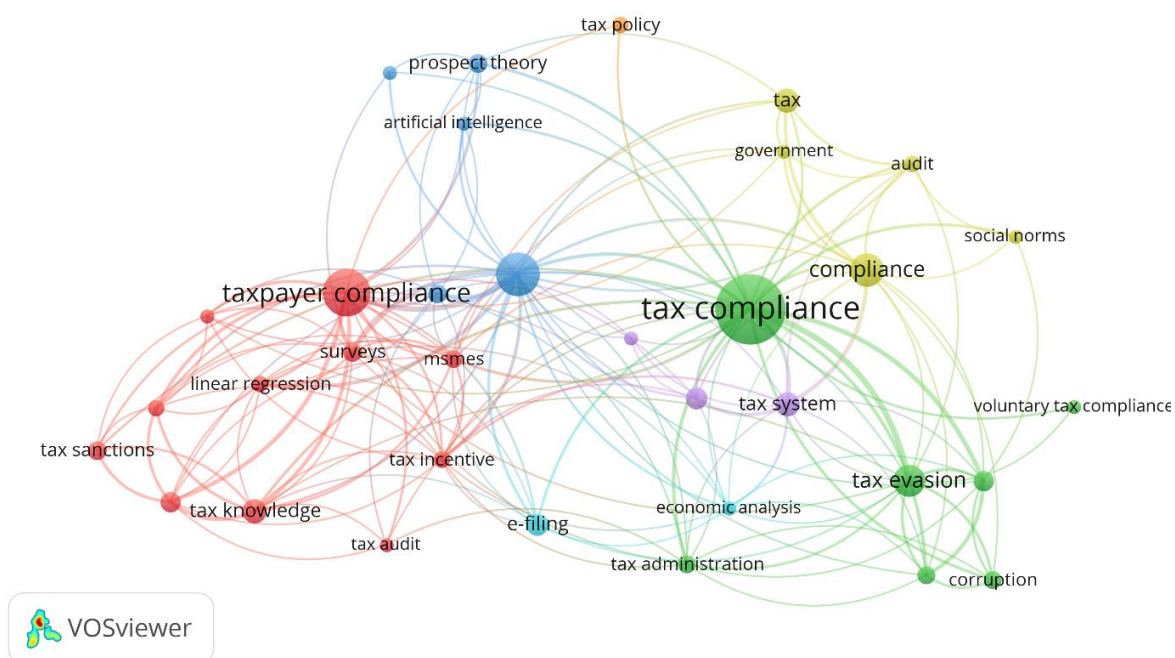 tax policy
prospect theory
tax
artificial intelligence
government
audit
social norms
compliance
taxpayer compliance
tax compliance
surveys
msmes
linear regression
tax system
voluntary tax compliance
tax sanctions
tax incentive
tax evasion
tax knowledge
economic analysis
e-filing
tax audit
tax administration
corruption
VOSviewer